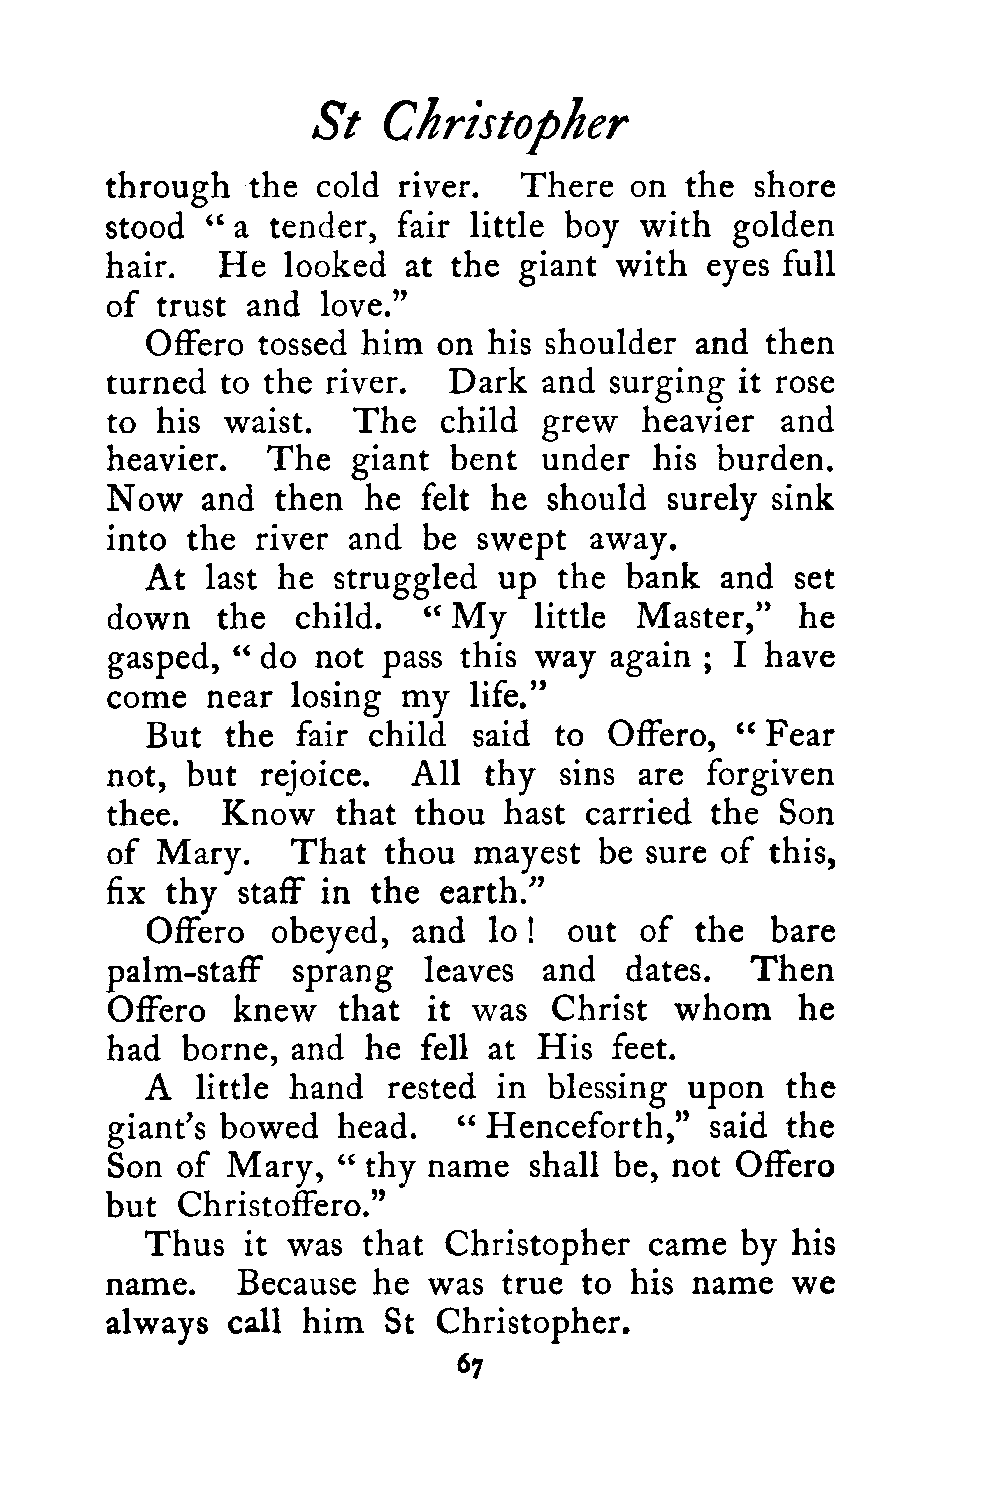 St Christopher
through the cold river. There on the shore
stood “ a tender, fair little boy with golden
hair. He looked at the giant with eyes full
of trust and love.”
Offero tossed him on his shoulder and then
turned to the river. Dark and surging it rose
to his waist. The child grew heavier and
heavier. The giant bent under his burden.
Now and then he felt he should surely sink
into the river and be swept away.
At last he struggled up the bank and set
down the child. “ My little Master,” he
gasped, “ do not pass this way again ; I have
come near losing my life.”
But the fair child said to Offero, “ Fear
not, but rejoice. All thy sins are forgiven
thee. Know that thou hast carried the Son
of Mary. That thou mayest be sure of this,
fix thy staff in the earth.”
Offero obeyed, and lo ! out of the bare
palm-staff sprang leaves and dates. Then
Offero knew that it was Christ whom he
had borne, and he fell at His feet.
A little hand rested in blessing upon the
giant’s bowed head. “ Henceforth,” said the
Son of Mary, “ thy name shall be, not Offero
but Christoffero.”
Thus it was that Christopher came by his
name. Because he was true to his name we
always call him St Christopher.
67